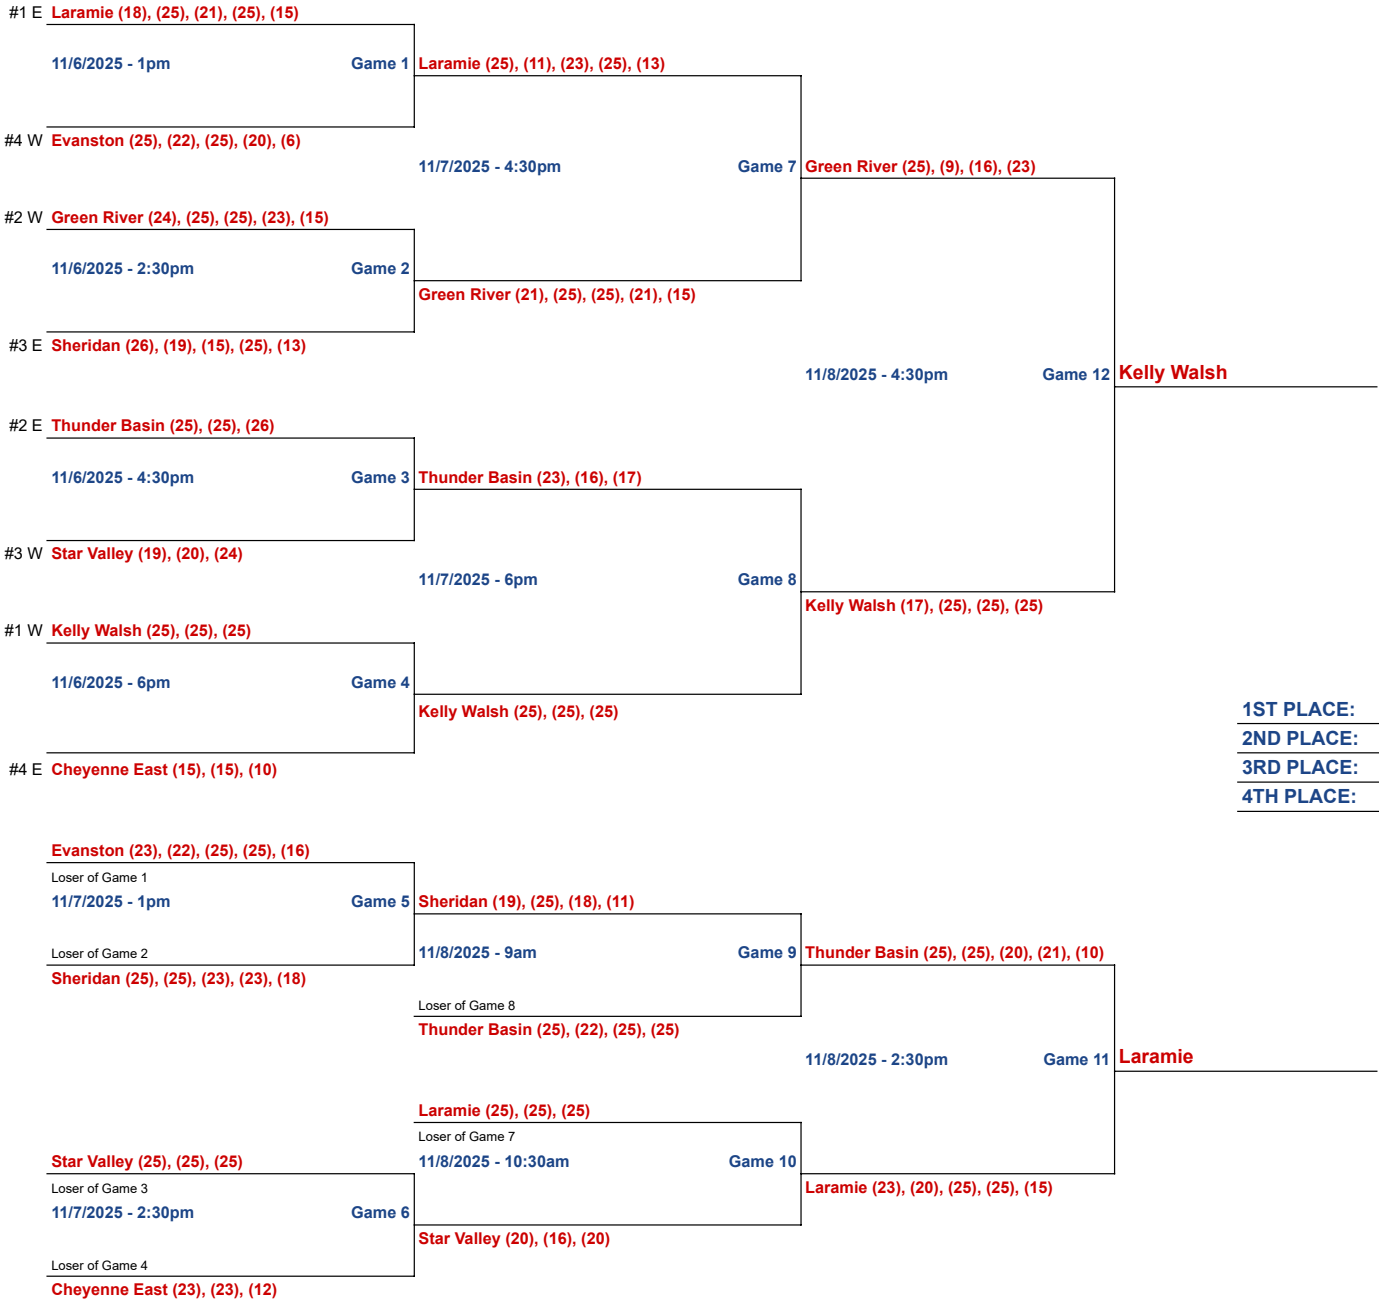 #1 E Laramie (18), (25), (21), (25), (15)
11/6/2025 - 1pm Game 1 Laramie (25), (11), (23), (25), (13)
#4 W Evanston (25), (22), (25), (20), (6)
11/7/2025 - 4:30pm Game 7 Green River (25), (9), (16), (23)
#2 W Green River (24), (25), (25), (23), (15)
11/6/2025 - 2:30pm Game 2
Green River (21), (25), (25), (21), (15)
#3 E Sheridan (26), (19), (15), (25), (13)
11/8/2025 - 4:30pm Game 12 Kelly Walsh
#2 E Thunder Basin (25), (25), (26)
11/6/2025 - 4:30pm Game 3 Thunder Basin (23), (16), (17)
#3 W Star Valley (19), (20), (24)
11/7/2025 - 6pm Game 8
Kelly Walsh (17), (25), (25), (25)
#1 W Kelly Walsh (25), (25), (25)
11/6/2025 - 6pm Game 4
Kelly Walsh (25), (25), (25)
1ST PLACE:
2ND PLACE:
#4 E Cheyenne East (15), (15), (10)
3RD PLACE:
4TH PLACE:
Evanston (23), (22), (25), (25), (16)
Loser of Game 1
11/7/2025 - 1pm Game 5 Sheridan (19), (25), (18), (11)
Loser of Game 2
11/8/2025 - 9am Game 9 Thunder Basin (25), (25), (20), (21), (10)
Sheridan (25), (25), (23), (23), (18)
Loser of Game 8
Thunder Basin (25), (22), (25), (25)
11/8/2025 - 2:30pm Game 11 Laramie
Laramie (25), (25), (25)
Loser of Game 7
Star Valley (25), (25), (25)
11/8/2025 - 10:30am Game 10
Loser of Game 3
Laramie (23), (20), (25), (25), (15)
11/7/2025 - 2:30pm Game 6
Star Valley (20), (16), (20)
Loser of Game 4
Cheyenne East (23), (23), (12)